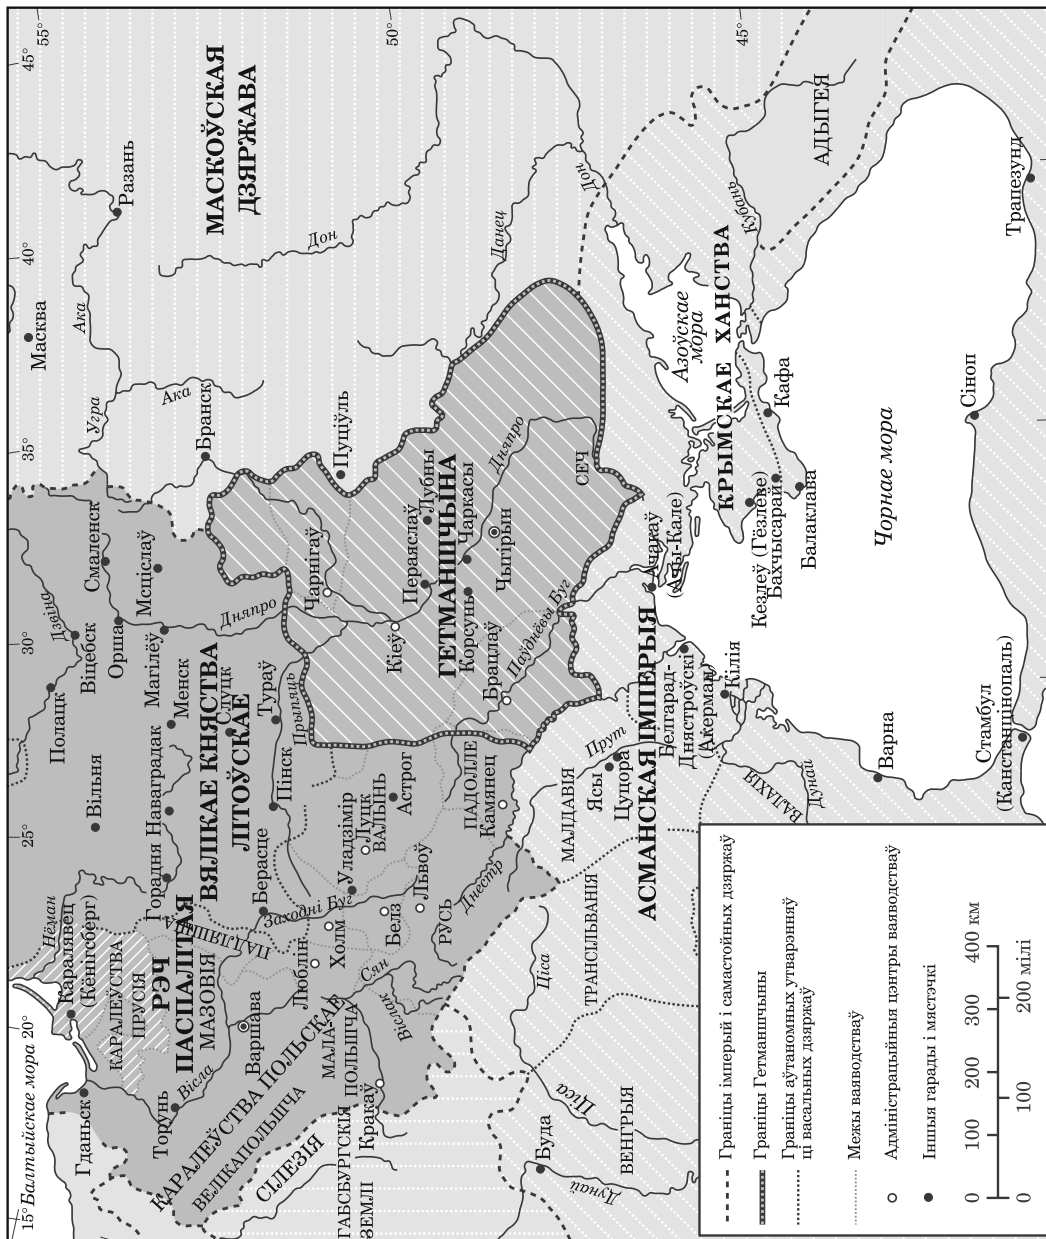 55°
50°
45°
45°
40°
35°
30°
25°
20°
15°
МАСКОЎСКАЯ
ДЗЯРЖАВА
Масква
Разань
Ака
Угра
Ака
Бранск
Дон
Данец
Дон
Пуціўль
Кубань
АДЫГЕЯ
Азоўскае
мора
КРЫМСКАЕ ХАНСТВА
Кафа
Кезлеў (Гёзлеве)
Бахчысарай
Балаклава
Чорнае мора
Трапезунд
Сіноп
Стамбул
(Канстанцінопаль)
Варна
Дзвіна
Полацк
Віцебск
Смаленск
Орша
Мсціслаў
Магілёў
Дняпро
Менск
Слуцк
Вільня
Наваградак
Горадня
ВЯЛІКАЕ КНЯСТВА
ЛІТОЎСКАЕ
Тураў
Прыпяць
Пінск
Берасце
Нёман
ПАДЛЯШША
Заходні Буг
Чарнігаў
Кіеў
Пераяслаў
Лубны
ГЕТМАНШЧЫНА
Корсунь
Чаркасы
Чыгірын
Дняпро
СЕЧ
Брацлаў
Паўднёвы Буг
Ачакаў
(Ачы-Кале)
Белгарад-
Днястроўскі
(Акерман)
Кілія
АСМАНСКАЯ ІМПЕРЫЯ
Прут
Ясы
Цуцора
МАЛДАВІЯ
ВАЛАХІЯ
Дунай
ТРАНСІЛЬВАНІЯ
Уладзімір
Луцк
ВАЛЫНЬ
Астрог
ПАДОЛЛЕ
Камянец
Днестр
Львоў
Белз
РУСЬ
Холм
Люблін
Сян
Віслок
РЭЧ
ПАСПАЛІТАЯ
МАЗОВІЯ
Варшава
КАРАЛЕЎСТВА
ПРУСІЯ
Каралявец
(Кёнігсберг)
Балтыйскае мора
Гданьск
Торунь
Вісла
КАРАЛЕЎСТВА ПОЛЬСКАЕ
ВЕЛІКАПОЛЬШЧА
МАЛА-
ПОЛЬШЧА
Кракаў
СІЛЕЗІЯ
ГАБСБУРГСКІЯ
ЗЕМЛІ
Ціса
Ціса
Буда
Дунай
ВЕНГРЫЯ
Граніцы імперый і самастойных дзяржаў
Граніцы Гетманшчыны
Граніцы аўтаномных утварэнняў
ці васальных дзяржаў
Межы ваяводстваў
Адміністрацыйныя цэнтры ваяводстваў
Іншыя гарады і мястэчкі
0 100 200 300 400 км
0 100 200 мілі